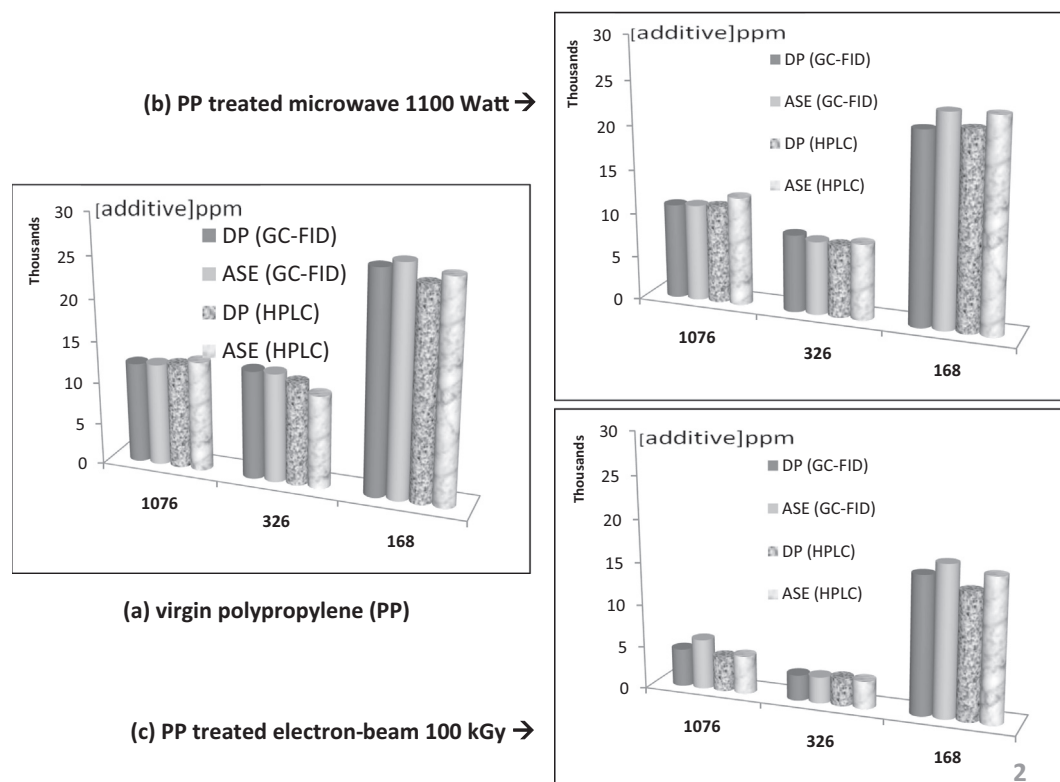 (b) PP treated microwave 1100 Watt →
[additive]ppm
Thousands
30
25
20
15
10
5
0
DP (GC-FID)
ASE (GC-FID)
DP (HPLC)
ASE (HPLC)
1076
326
168
[additive]ppm
Thousands
30
25
20
15
10
5
0
DP (GC-FID)
ASE (GC-FID)
DP (HPLC)
ASE (HPLC)
1076
326
168
(a) virgin polypropylene (PP)
[additive]ppm
Thousands
30
25
20
15
10
5
0
DP (GC-FID)
ASE (GC-FID)
DP (HPLC)
ASE (HPLC)
1076
326
168
(c) PP treated electron-beam 100 kGy →
2